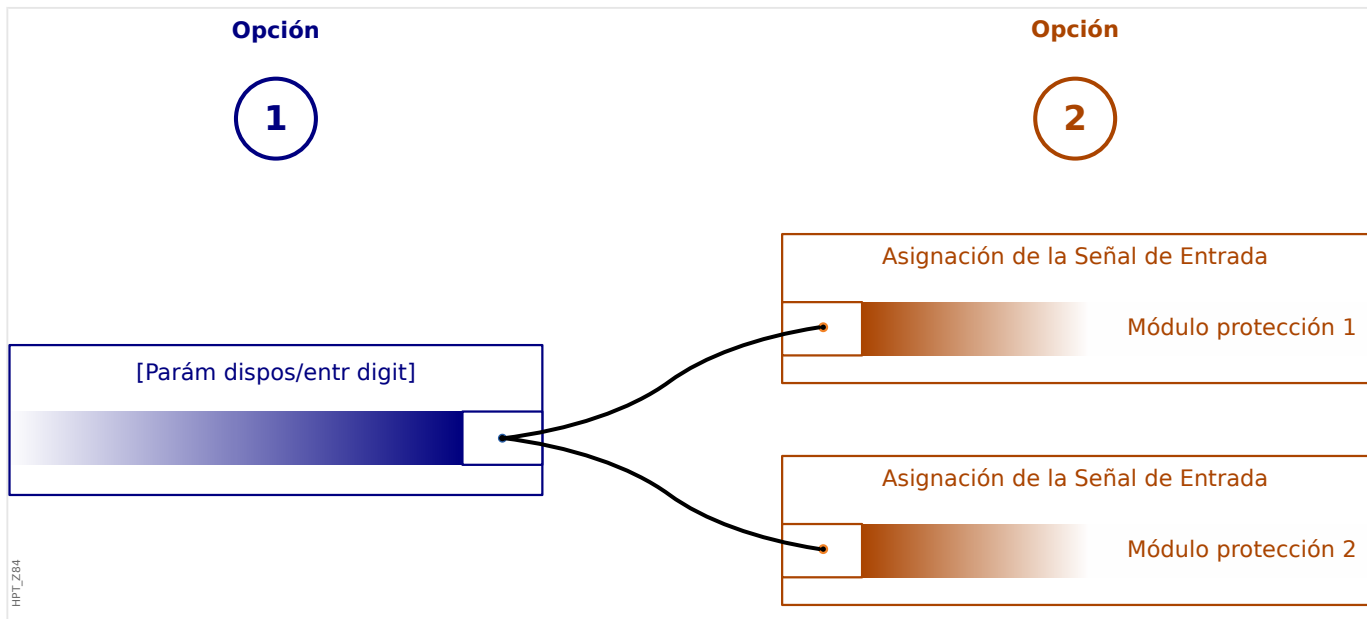 Opción
1
[Parám dispos/entr digit]
Opción
2
Asignación de la Señal de Entrada
Módulo protección 1
Asignación de la Señal de Entrada
Módulo protección 2
HPT_Z84